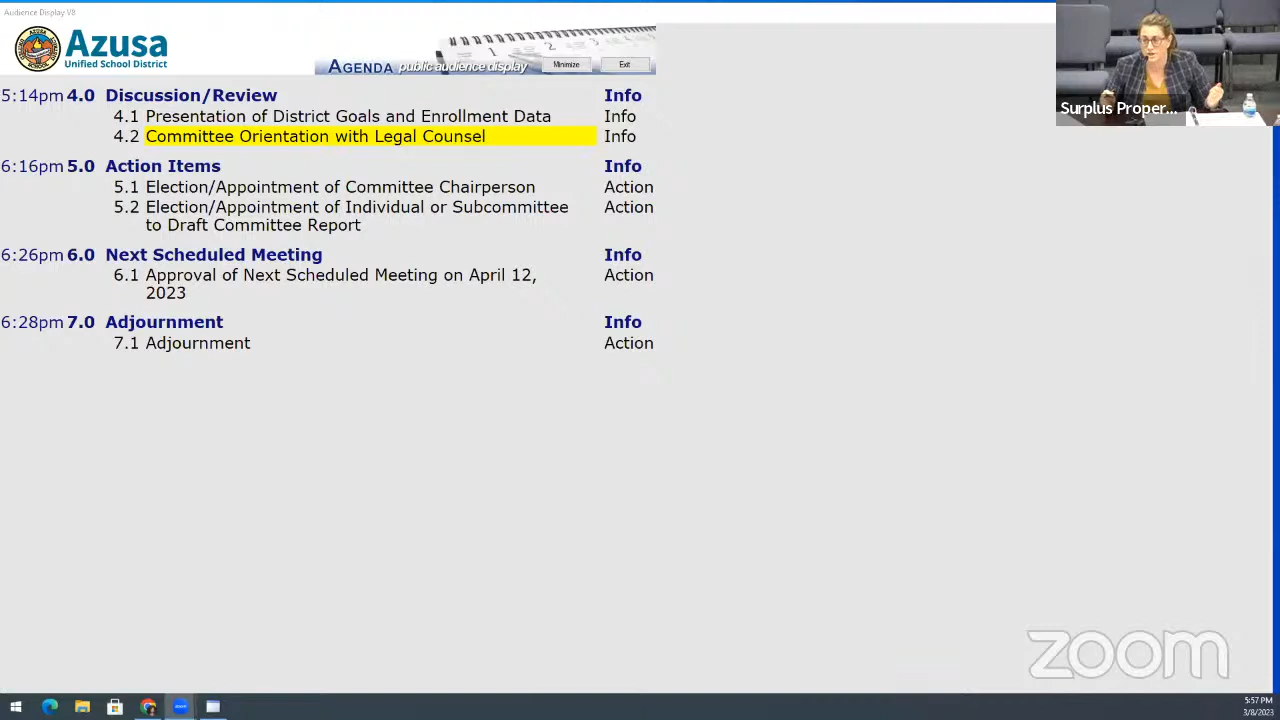 Audience Display V8
Azusa
Unified School District
AGENDA public audience display
Minimize
Exit
5:14pm 4.0 Discussion/Review Info
4.1 Presentation of District Goals and Enrollment Data Info
4.2 Committee Orientation with Legal Counsel Info
6:16pm 5.0 Action Items Info
5.1 Election/Appointment of Committee Chairperson Action
5.2 Election/Appointment of Individual or Subcommittee Action
to Draft Committee Report
6:26pm 6.0 Next Scheduled Meeting Info
6.1 Approval of Next Scheduled Meeting on April 12, Action
2023
6:28pm 7.0 Adjournment Info
7.1 Adjournment Action
Surplus Proper...
zoom
5:57 PM
3/8/2023